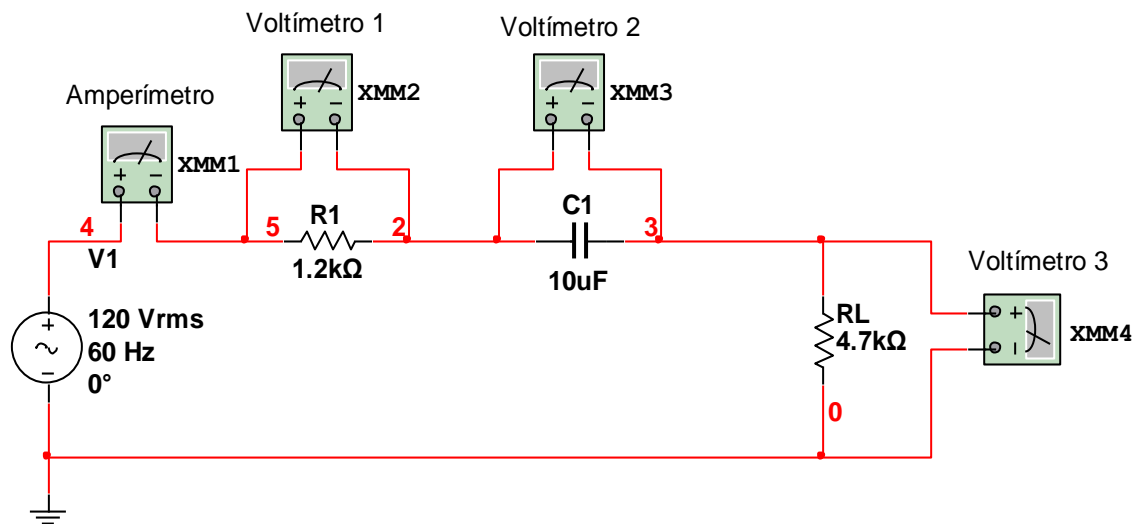 Voltímetro 1
Voltímetro 2
XMM2
XMM3
Amperímetro
XMM1
4
V1
5
R1
2
1.2kΩ
C1
3
10uF
Voltímetro 3
XMM4
120 Vrms
60 Hz
0°
RL
4.7kΩ
0